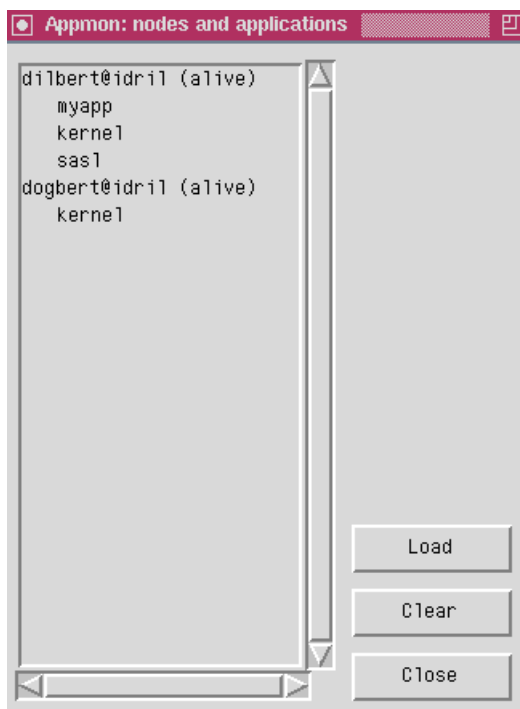 Appmon: nodes and applications
dilbert@idril (alive)
myapp
kernel
sasl
dogbert@idril (alive)
kernel
Load
Clear
Close